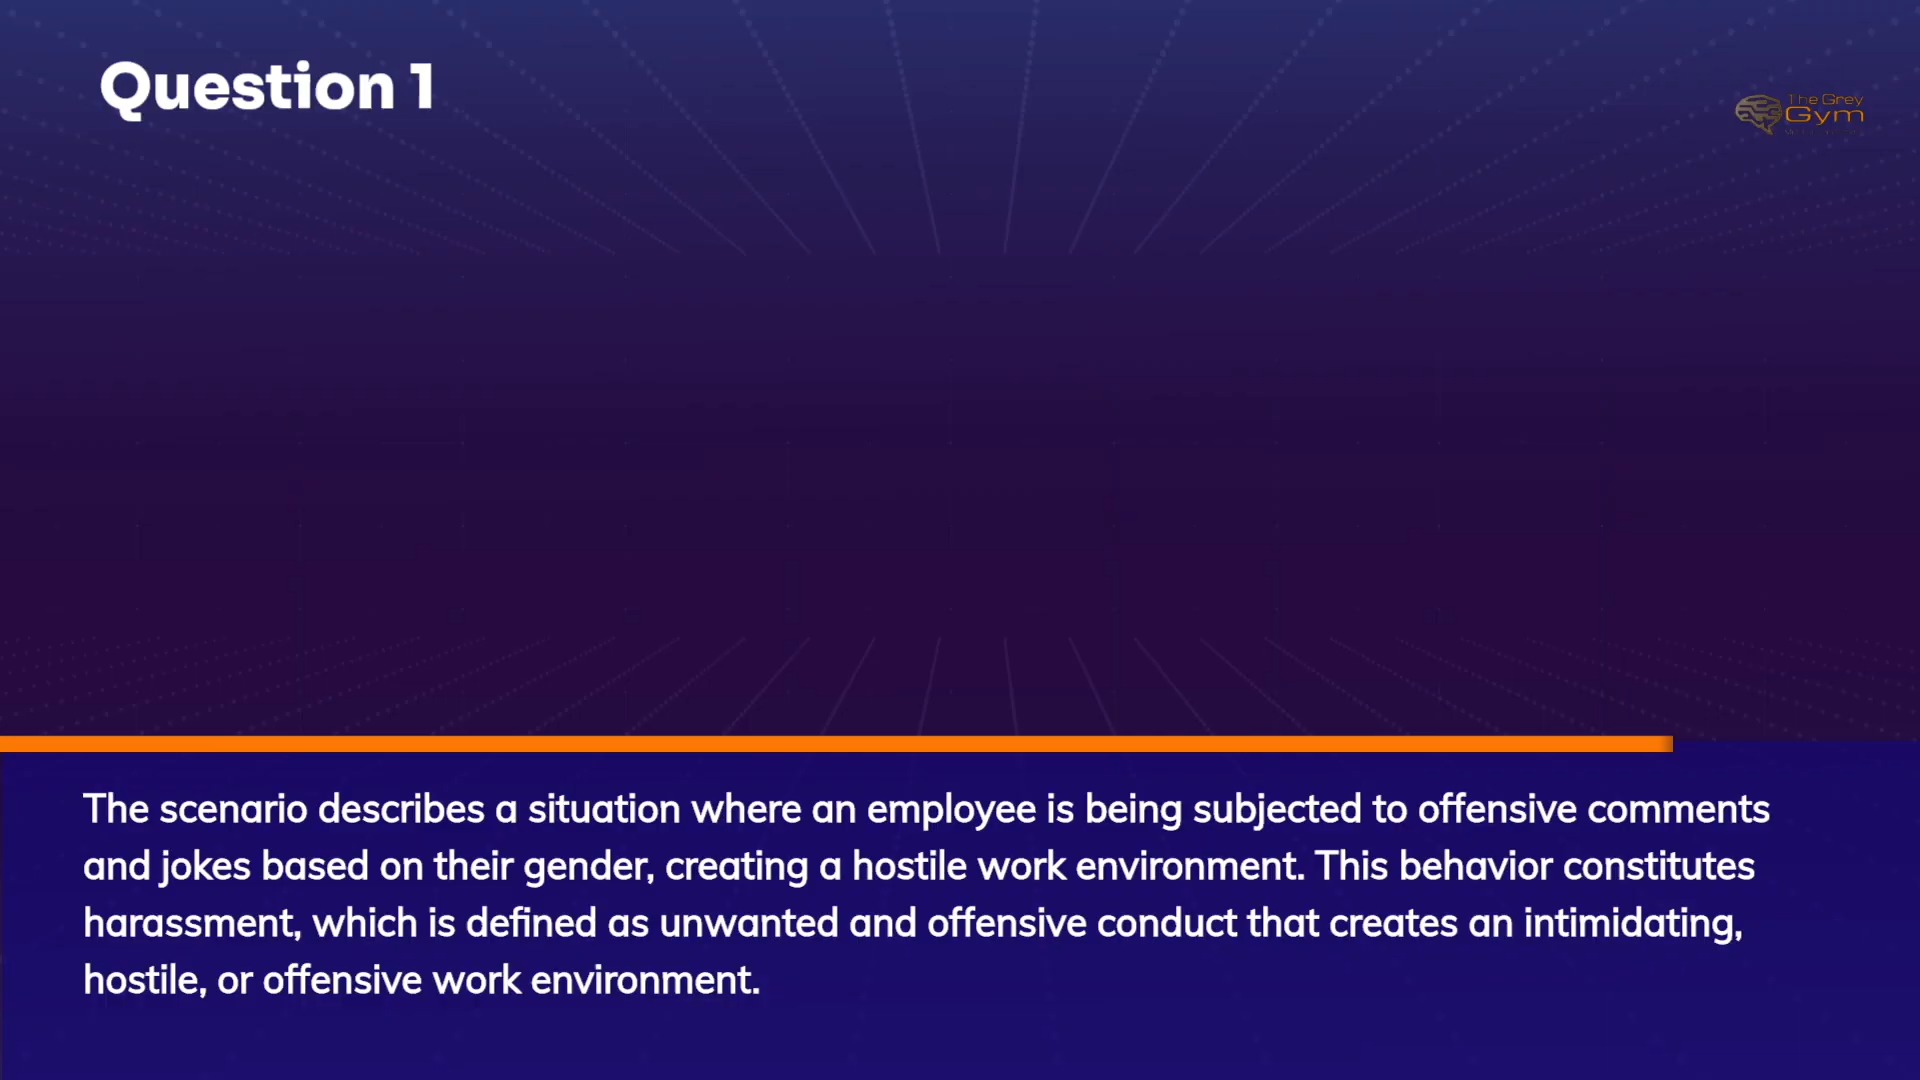 Question 1
The Grey
Gym
The scenario describes a situation where an employee is being subjected to offensive comments
and jokes based on their gender, creating a hostile work environment. This behavior constitutes
harassment, which is defined as unwanted and offensive conduct that creates an intimidating,
hostile, or offensive work environment.